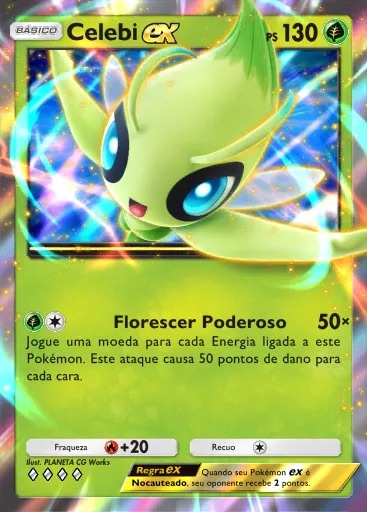 BÁSICO Celebi ex PS 130
Florescer Poderoso 50×
Jogue uma moeda para cada Energia ligada a este
Pokémon. Este ataque causa 50 pontos de dano para
cada cara.
Fraqueza +20 Recuo
Ilust. PLANETA CG Works
Regra ex Quando seu Pokémon ex é
Nocauteado, seu oponente recebe 2 pontos.